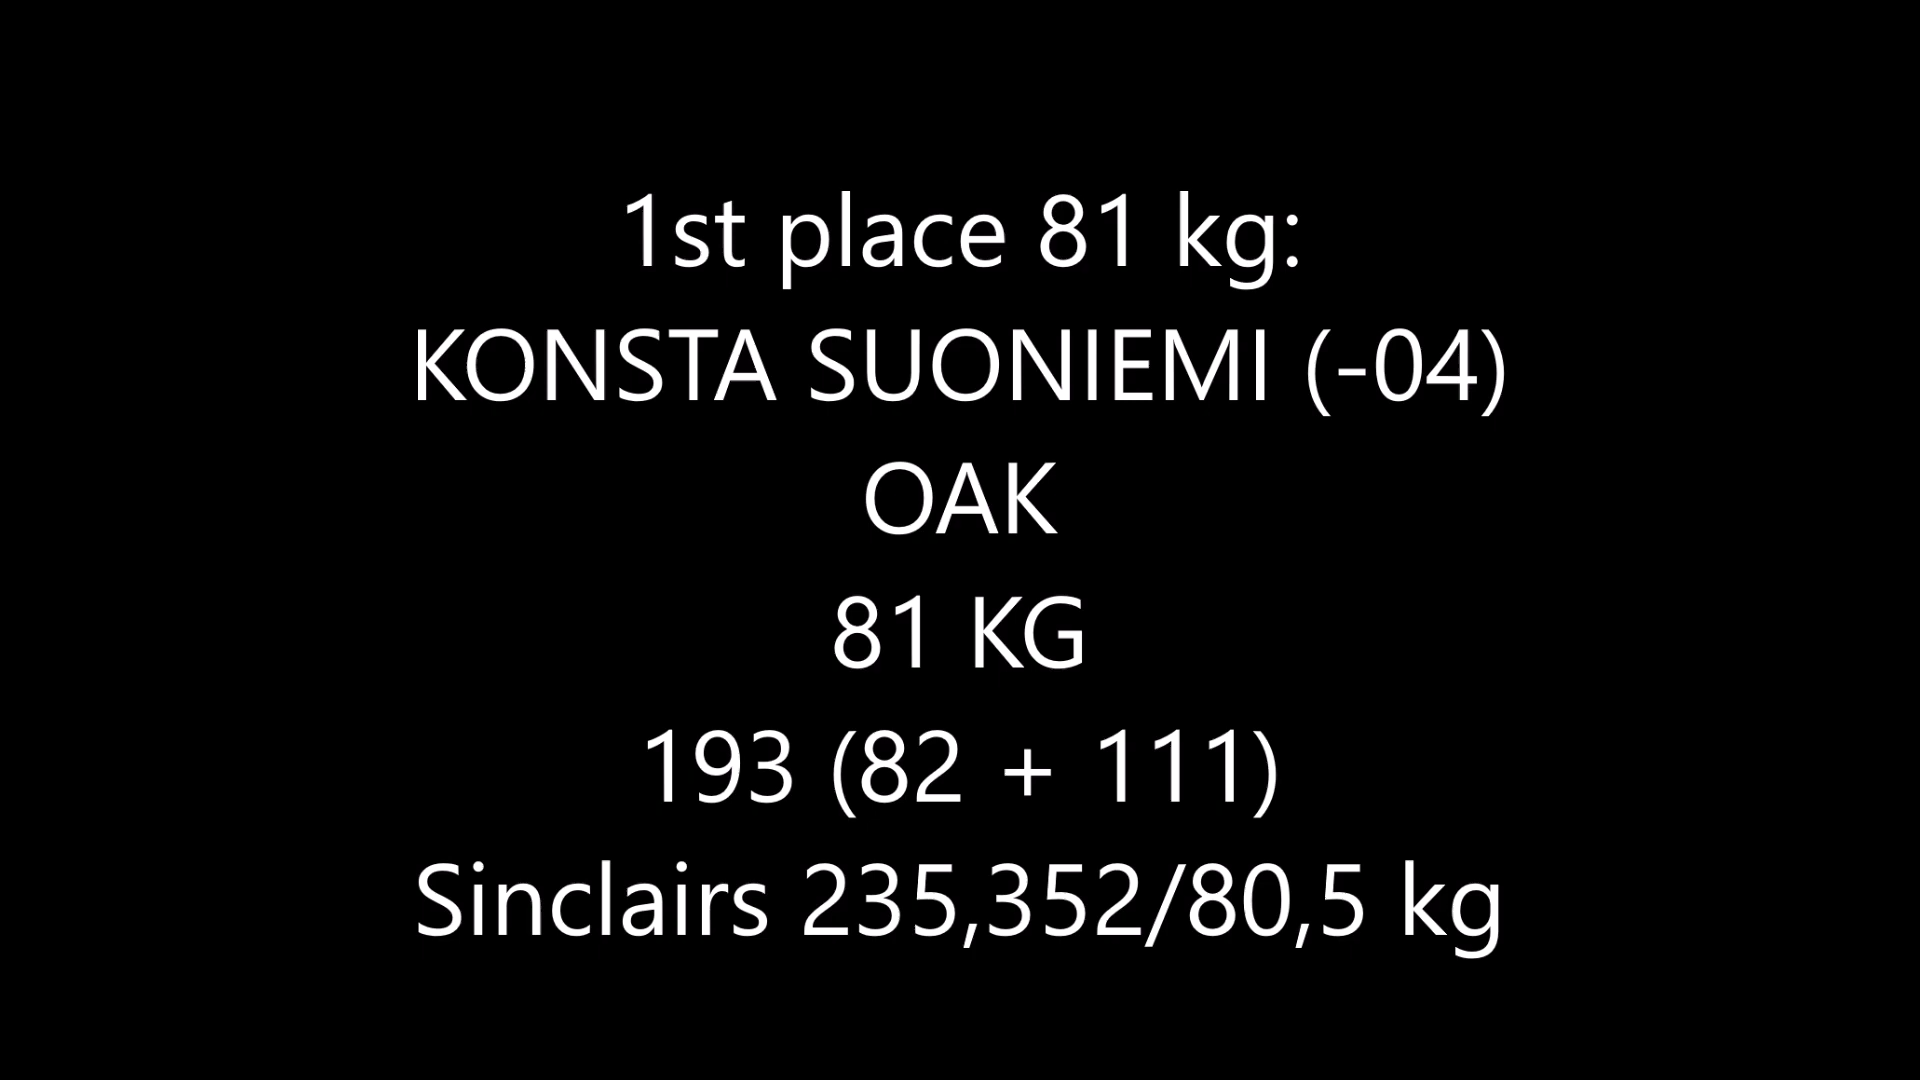 1st place 81 kg:
KONSTA SUONIEMI (-04)
OAK
81 KG
193 (82 + 111)
Sinclairs 235,352/80,5 kg